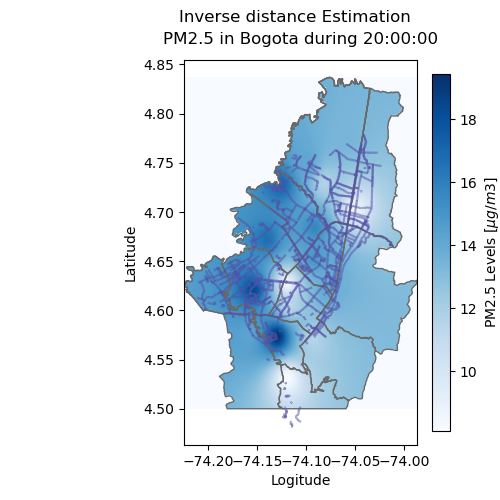 Inverse distance Estimation
PM2.5 in Bogota during 20:00:00
4.85
4.80
4.75
4.70
4.65
4.60
4.55
4.50
Latitude
−74.20 −74.15 −74.10 −74.05 −74.00
Logitude
18
16
14
12
10
PM2.5 Levels [μg/m3]